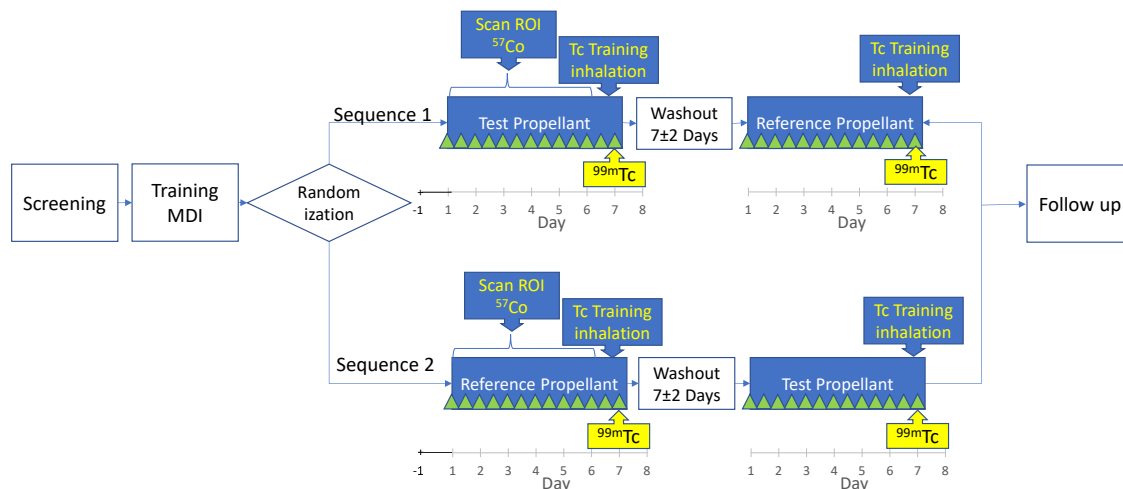 Scan ROI
⁵⁷Co
Tc Training
inhalation
Tc Training
inhalation
Sequence 1
Test Propellant
Washout
7±2 Days
Reference Propellant
⁹⁹ᵐTc
⁹⁹ᵐTc
Screening
Training
MDI
Random
ization
Follow up
-1 1 2 3 4 5 6 7 8
Day
1 2 3 4 5 6 7 8
Day
Scan ROI
⁵⁷Co
Tc Training
inhalation
Tc Training
inhalation
Sequence 2
Reference Propellant
Washout
7±2 Days
Test Propellant
⁹⁹ᵐTc
⁹⁹ᵐTc
-1 1 2 3 4 5 6 7 8
Day
1 2 3 4 5 6 7 8
Day